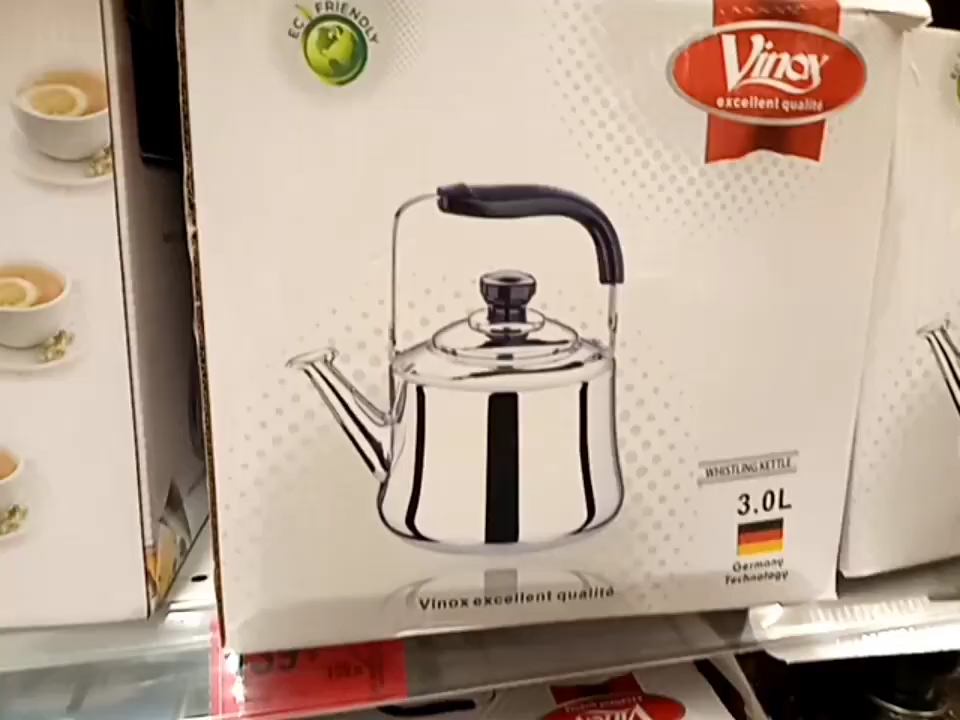 ECO FRIENDLY
Vinox
excellent qualité
WHISTLING KETTLE
3.0L
Germany
Technology
Vinox excellent qualité